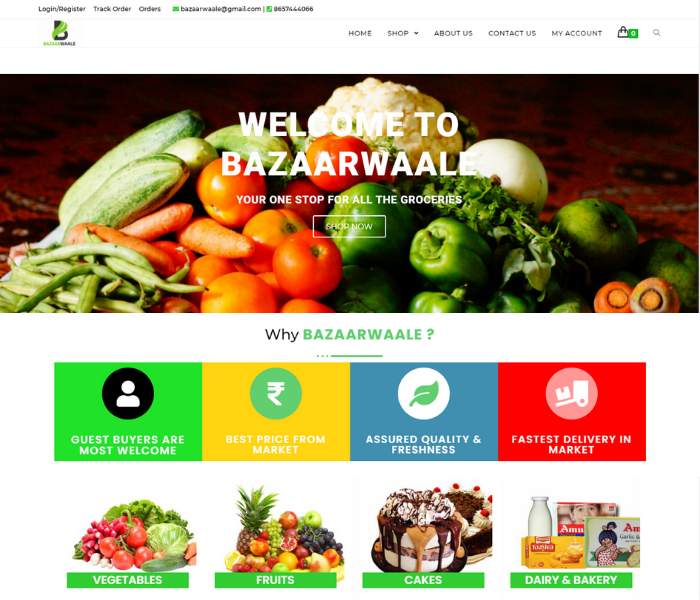 Login/Register Track Order Orders bazaarwaale@gmail.com | 8657444066
BAZAARWAALE
HOME SHOP ABOUT US CONTACT US MY ACCOUNT 0
WELCOME TO
BAZAARWAALE
YOUR ONE STOP FOR ALL THE GROCERIES
SHOP NOW
Why BAZAARWAALE ?
GUEST BUYERS ARE
MOST WELCOME
BEST PRICE FROM
MARKET
ASSURED QUALITY &
FRESHNESS
FASTEST DELIVERY IN
MARKET
VEGETABLES
FRUITS
CAKES
DAIRY & BAKERY